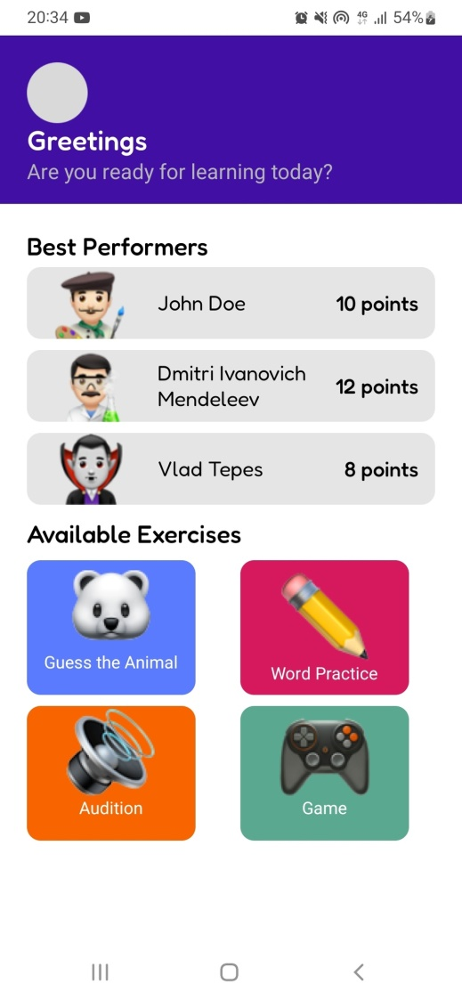 20:34
4G
54%
Greetings
Are you ready for learning today?
Best Performers
John Doe
10 points
Dmitri Ivanovich
Mendeleev
12 points
Vlad Tepes
8 points
Available Exercises
Guess the Animal
Word Practice
Audition
Game